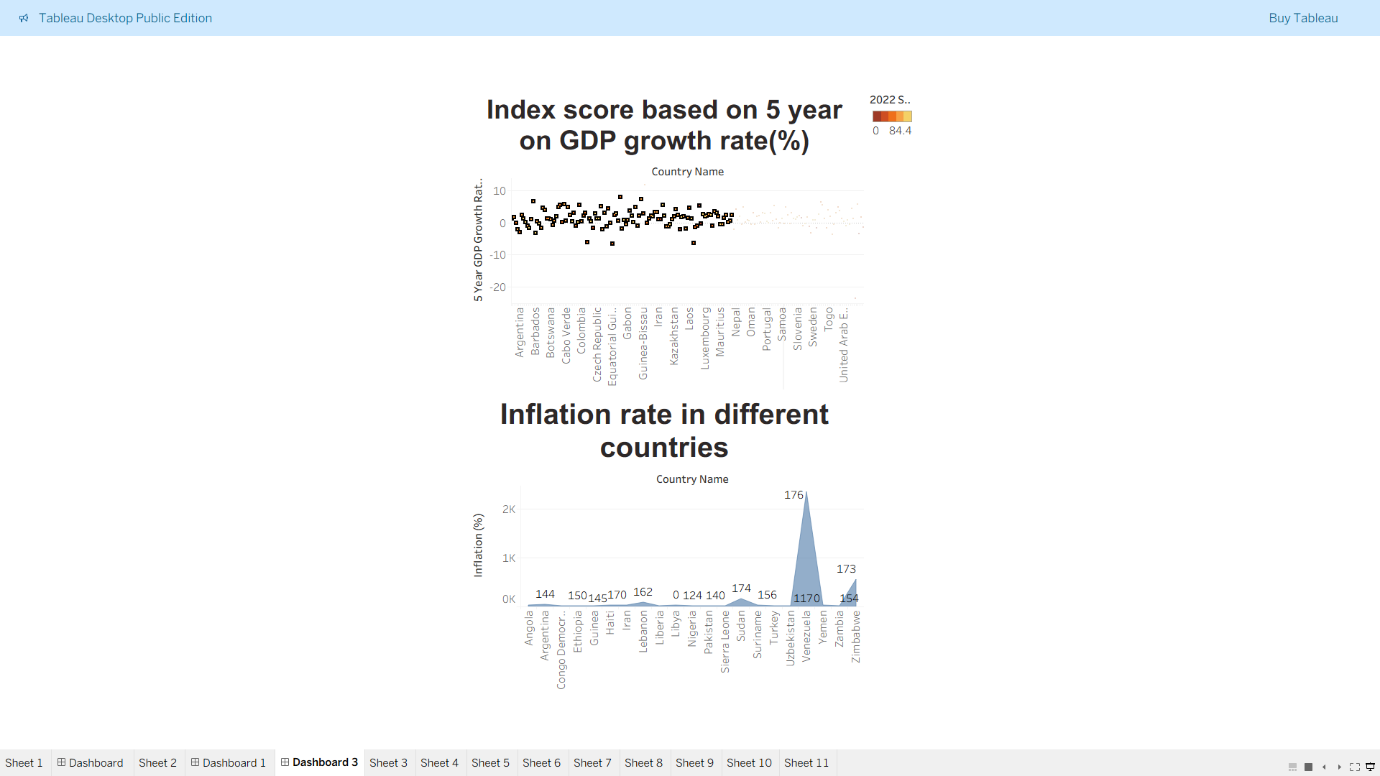 Tableau Desktop Public Edition
Buy Tableau
Index score based on 5 year
on GDP growth rate(%)
2022 S..
0 84.4
Country Name
5 Year GDP Growth Rat..
10
0
-10
-20
Argentina
Barbados
Botswana
Cabo Verde
Colombia
Czech Republic
Equatorial Gui..
Gabon
Guinea-Bissau
Iran
Kazakhstan
Laos
Luxembourg
Mauritius
Nepal
Oman
Portugal
Samoa
Slovenia
Sweden
Togo
United Arab E..
Inflation rate in different
countries
Country Name
Inflation (%)
2K
1K
0K
144
150
145
170
162
0
124
140
174
156
176
1170
173
154
Angola
Argentina
Congo Democr..
Ethiopia
Guinea
Haiti
Iran
Lebanon
Liberia
Libya
Nigeria
Pakistan
Sierra Leone
Sudan
Suriname
Turkey
Uzbekistan
Venezuela
Yemen
Zambia
Zimbabwe
Sheet 1 Dashboard Sheet 2 Dashboard 1 Dashboard 3 Sheet 3 Sheet 4 Sheet 5 Sheet 6 Sheet 7 Sheet 8 Sheet 9 Sheet 10 Sheet 11